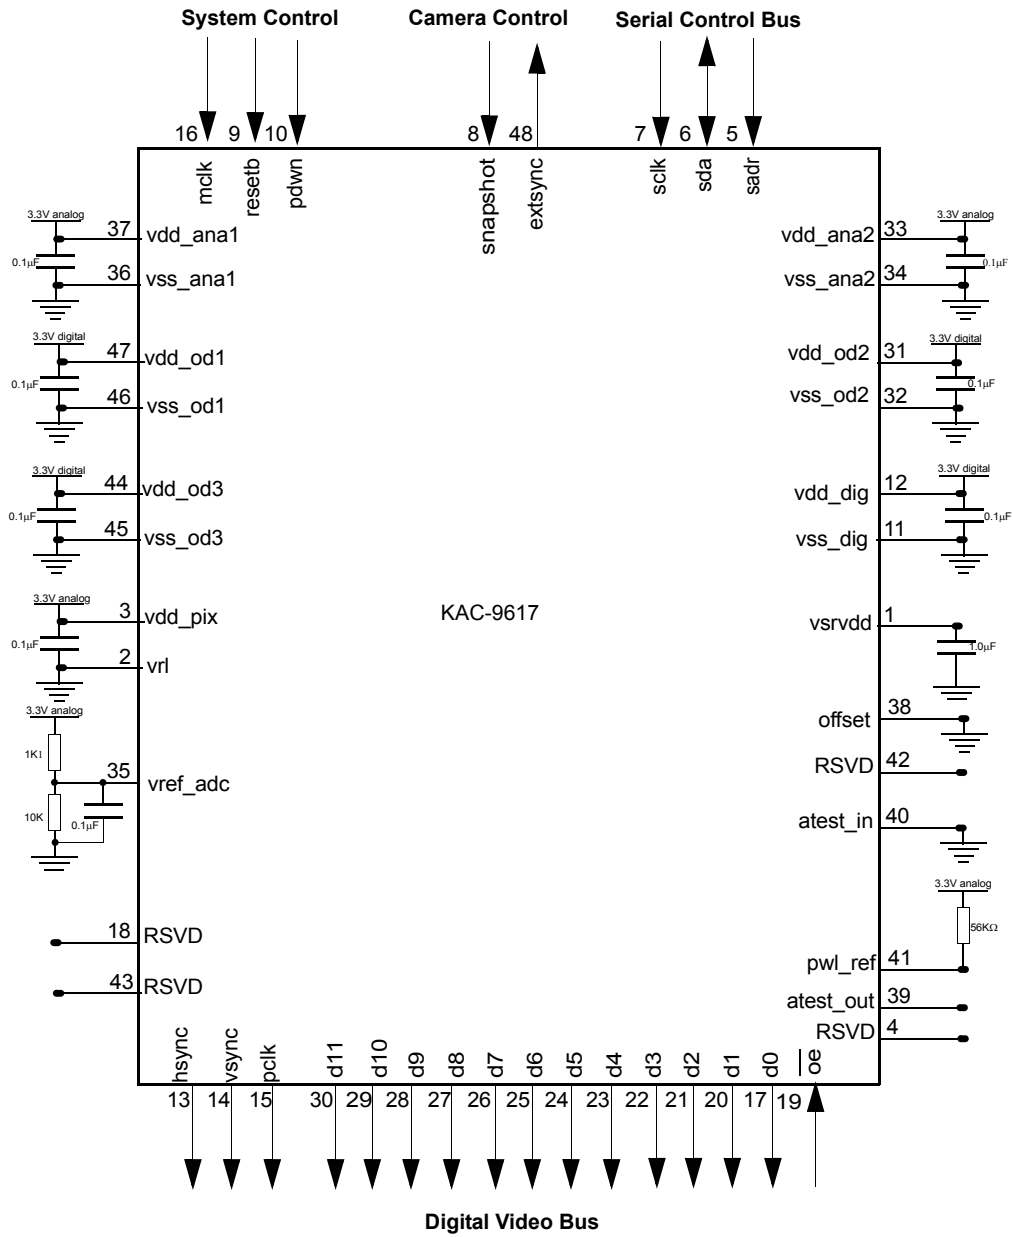 System Control
Camera Control
Serial Control Bus
16
9
10
8
48
7
6
5
mclk
resetb
pdwn
snapshot
extsync
sclk
sda
sadr
3.3V analog
37
vdd_ana1
0.1µF
36
vss_ana1
3.3V digital
47
vdd_od1
0.1µF
46
vss_od1
3.3V digital
44
vdd_od3
0.1µF
45
vss_od3
3.3V analog
3
vdd_pix
0.1µF
2
vrl
3.3V analog
1K1
35
vref_adc
10K
0.1µF
18
RSVD
43
RSVD
KAC-9617
3.3V analog
vdd_ana2
33
0.1µF
vss_ana2
34
3.3V digital
vdd_od2
31
0.1µF
vss_od2
32
3.3V digital
vdd_dig
12
0.1µF
vss_dig
11
vsrvdd
1
1.0µF
offset
38
RSVD
42
atest_in
40
3.3V analog
56KΩ
pwl_ref
41
atest_out
39
RSVD
4
hsync
vsync
pclk
d11
d10
d9
d8
d7
d6
d5
d4
d3
d2
d1
d0
oe
13
14
15
30
29
28
27
26
25
24
23
22
21
20
17
19
Digital Video Bus